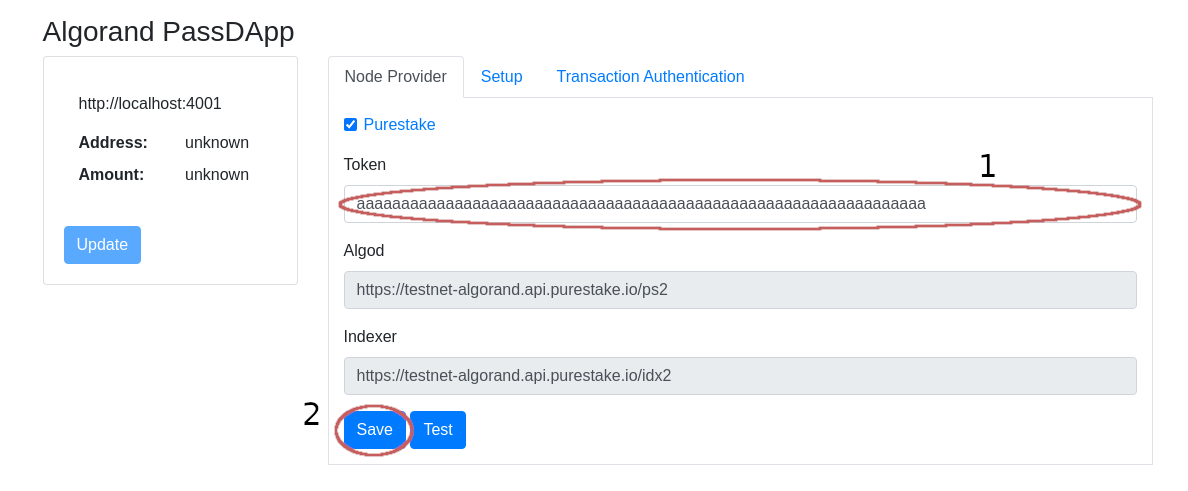 Algorand PassDApp
http://localhost:4001
Address: unknown
Amount: unknown
Update
Node Provider Setup Transaction Authentication
Purestake
Token
1
aaaaaaaaaaaaaaaaaaaaaaaaaaaaaaaaaaaaaaaaaaaaaaaaaaaaaaaaaaaaaaaa
Algod
https://testnet-algorand.api.purestake.io/ps2
Indexer
https://testnet-algorand.api.purestake.io/idx2
2
Save Test